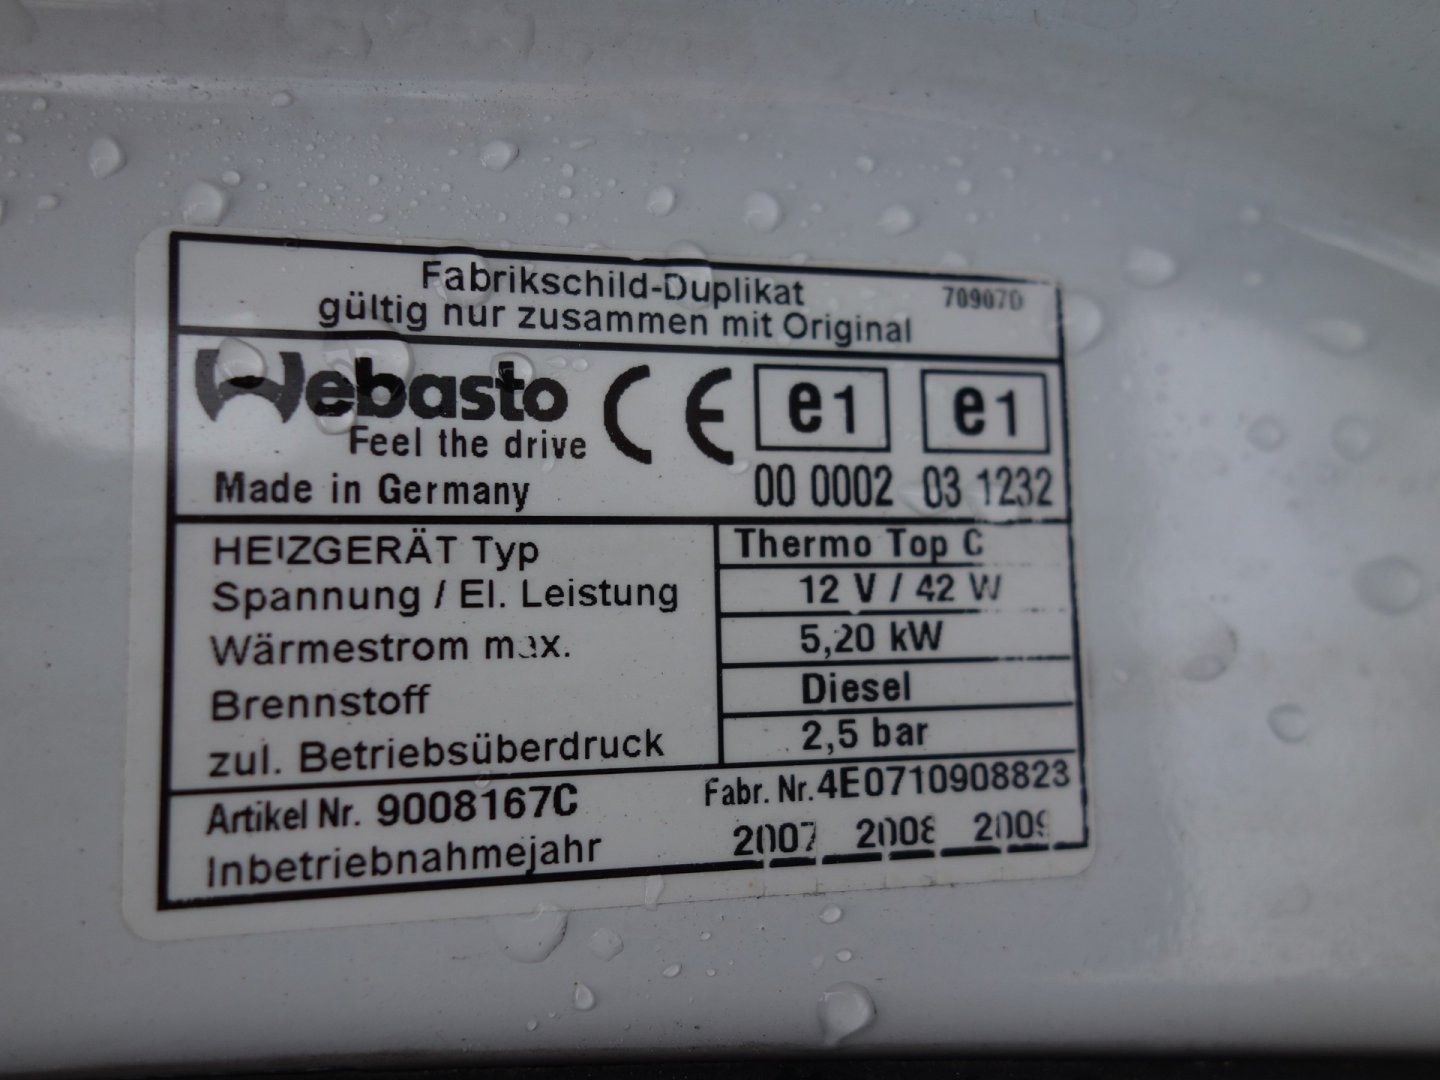 Fabrikschild-Duplikat 709070
gültig nur zusammen mit Original
Webasto
Feel the drive
CE
e1 e1
Made in Germany 00 0002 03 1232
HEIZGERÄT Typ Thermo Top C
Spannung / El. Leistung 12 V / 42 W
Wärmestrom max. 5,20 kW
Brennstoff Diesel
zul. Betriebsüberdruck 2,5 bar
Artikel Nr. 9008167C Fabr. Nr. 4E0710908823
Inbetriebnahmejahr 2007 2008 2009